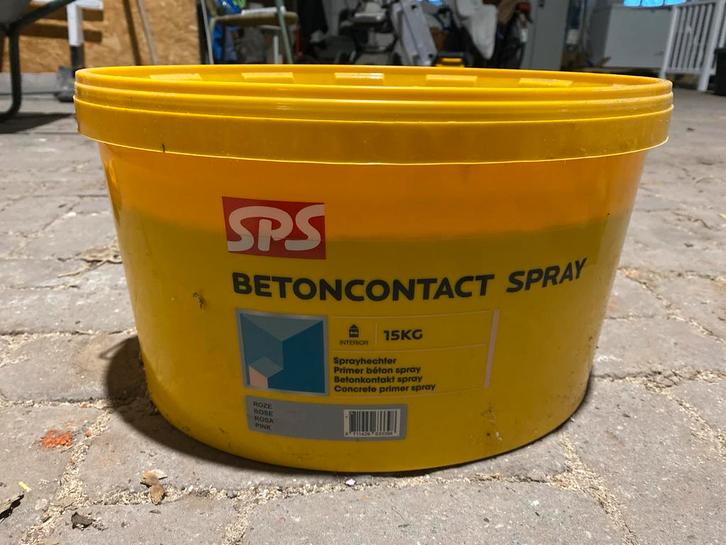 SPS
BETONCONTACT SPRAY
INTERIOR
15KG
Sprayhechter
Primer béton spray
Betonkontakt spray
Concrete primer spray
ROZE
ROSE
ROSA
PINK